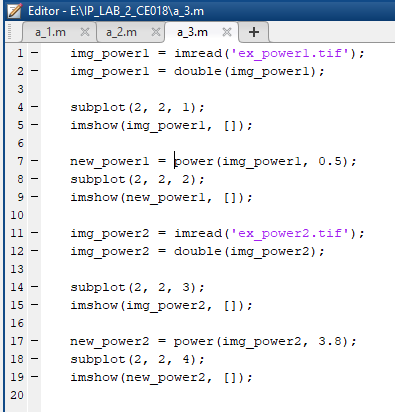 Editor - E:\IP_LAB_2_CE018\a_3.m
a_1.m × a_2.m × a_3.m × +
1 - img_power1 = imread('ex_power1.tif');
2 - img_power1 = double(img_power1);
3
4 - subplot(2, 2, 1);
5 - imshow(img_power1, []);
6
7 - new_power1 = power(img_power1, 0.5);
8 - subplot(2, 2, 2);
9 - imshow(new_power1, []);
10
11 - img_power2 = imread('ex_power2.tif');
12 - img_power2 = double(img_power2);
13
14 - subplot(2, 2, 3);
15 - imshow(img_power2, []);
16
17 - new_power2 = power(img_power2, 3.8);
18 - subplot(2, 2, 4);
19 - imshow(new_power2, []);
20